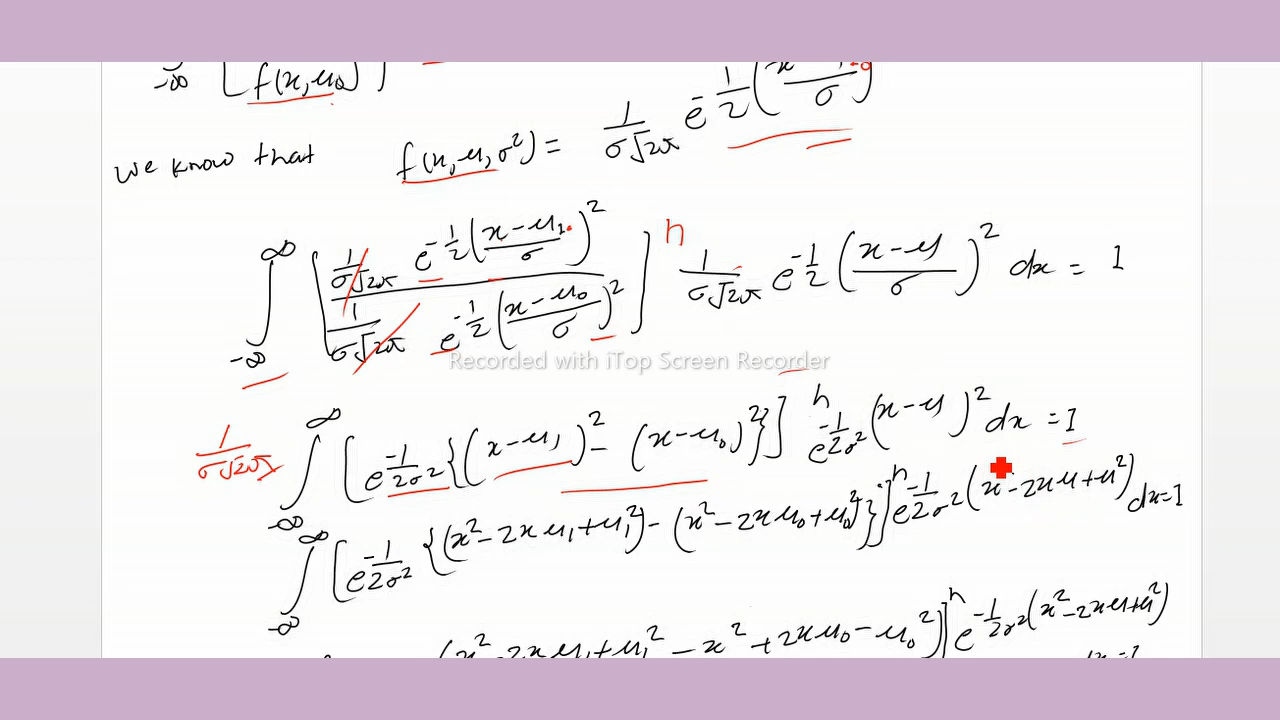 -∞ [ f(x, μ₀) ]
We know that f(x, μ, σ²) = 1/(σ√2π) e^-1/2( /σ)
∫_-∞^∞ [ (1/(σ√2π) e^-1/2((x-μ₁)/σ)²) / (1/(σ√2π) e^-1/2((x-μ₀)/σ)²) ]^h 1/(σ√2π) e^-1/2((x-μ)/σ)² dx = 1
Recorded with iTop Screen Recorder
1/(σ√2π) ∫_-∞^∞ [ e^-1/2σ² {(x-μ₁)² - (x-μ₀)²} ]^h e^-1/2σ² (x-μ)² dx = 1
∫_-∞^∞ [ e^-1/2σ² {(x² - 2xμ₁ + μ₁²) - (x² - 2xμ₀ + μ₀²)} ]^h e^-1/2σ² (x² - 2xμ + μ²) dx = 1
(x² - 2xμ₁ + μ₁² - x² + 2xμ₀ - μ₀²) ]^h e^-1/2σ² (x² - 2xμ + μ²)
dx = 1